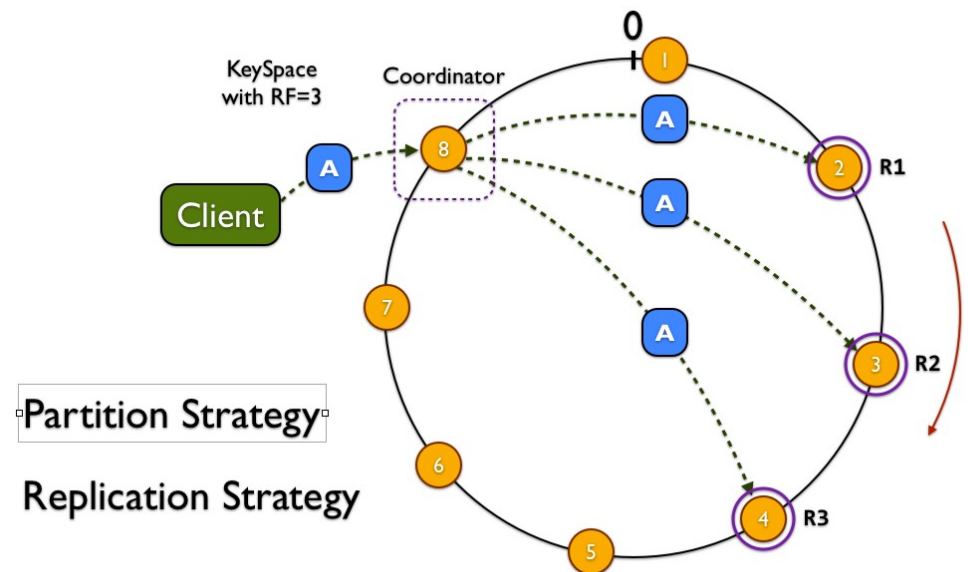 0
1
KeySpace
with RF=3
Coordinator
A
8
A
2
R1
Client
A
7
A
3
R2
Partition Strategy
6
Replication Strategy
4
R3
5